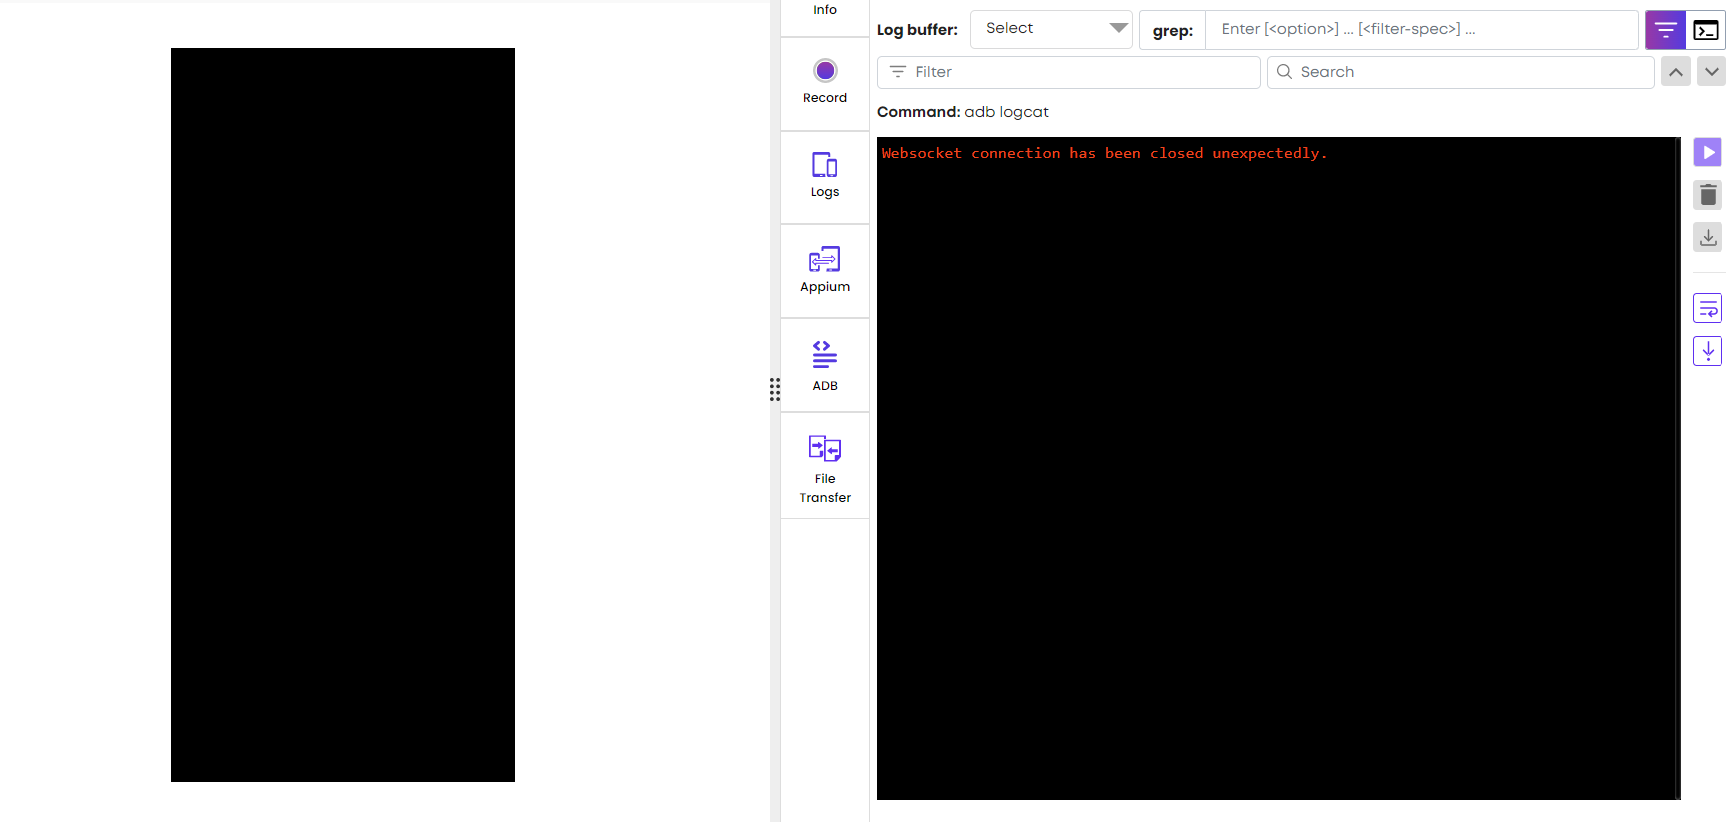 Info
Record
Logs
Appium
ADB
File
Transfer
Log buffer: Select grep: Enter [<option>] ... [<filter-spec>] ...
Filter Search
Command: adb logcat
Websocket connection has been closed unexpectedly.